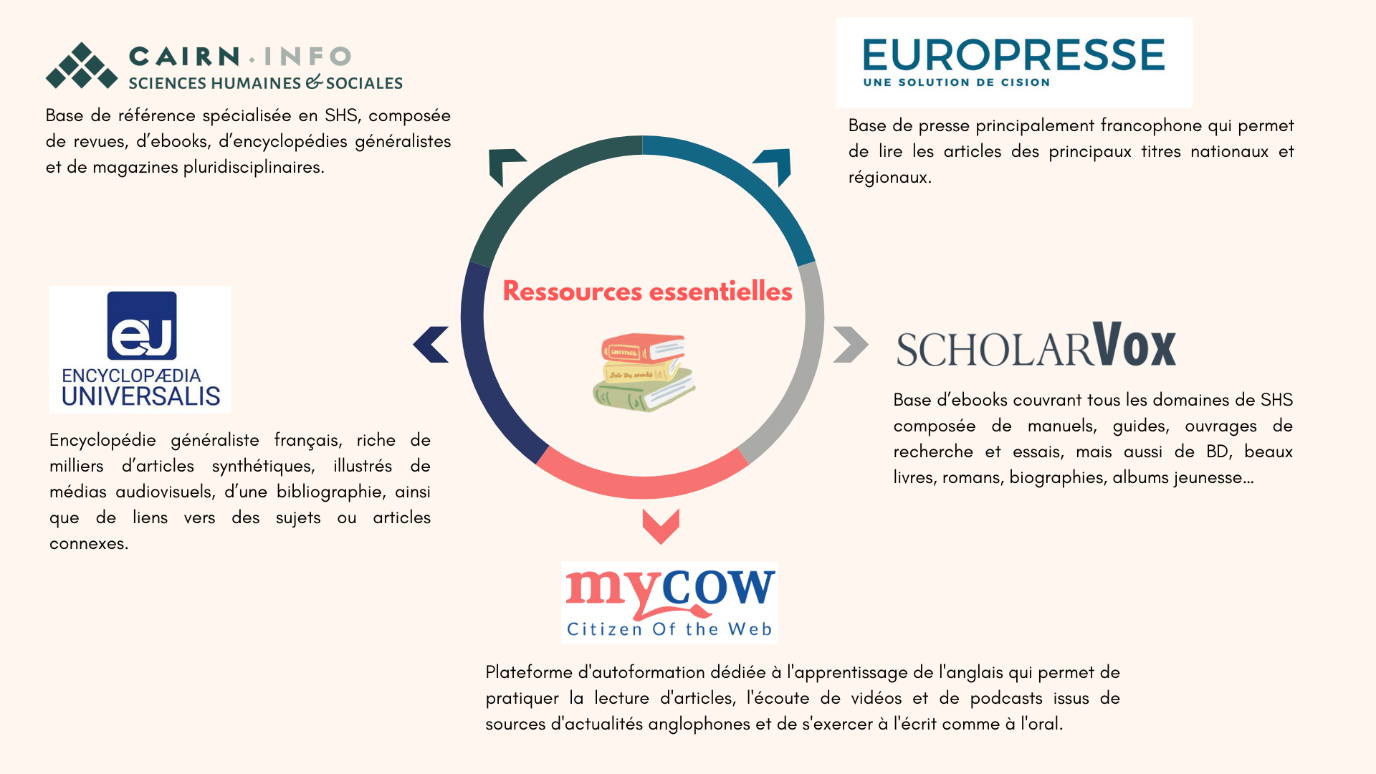 CAIRN.INFO
SCIENCES HUMAINES & SOCIALES
Base de référence spécialisée en SHS, composée
de revues, d'ebooks, d'encyclopédies généralistes
et de magazines pluridisciplinaires.
EUROPRESSE
UNE SOLUTION DE CISION
Base de presse principalement francophone qui permet
de lire les articles des principaux titres nationaux et
régionaux.
Ressources essentielles
eu
ENCYCLOPÆDIA
UNIVERSALIS
Encyclopédie généraliste français, riche de
milliers d'articles synthétiques, illustrés de
médias audiovisuels, d'une bibliographie, ainsi
que de liens vers des sujets ou articles
connexes.
SCHOLARVOX
Base d'ebooks couvrant tous les domaines de SHS
composée de manuels, guides, ouvrages de
recherche et essais, mais aussi de BD, beaux
livres, romans, biographies, albums jeunesse...
mycow
Citizen Of the Web
Plateforme d'autoformation dédiée à l'apprentissage de l'anglais qui permet de
pratiquer la lecture d'articles, l'écoute de vidéos et de podcasts issus de
sources d'actualités anglophones et de s'exercer à l'écrit comme à l'oral.